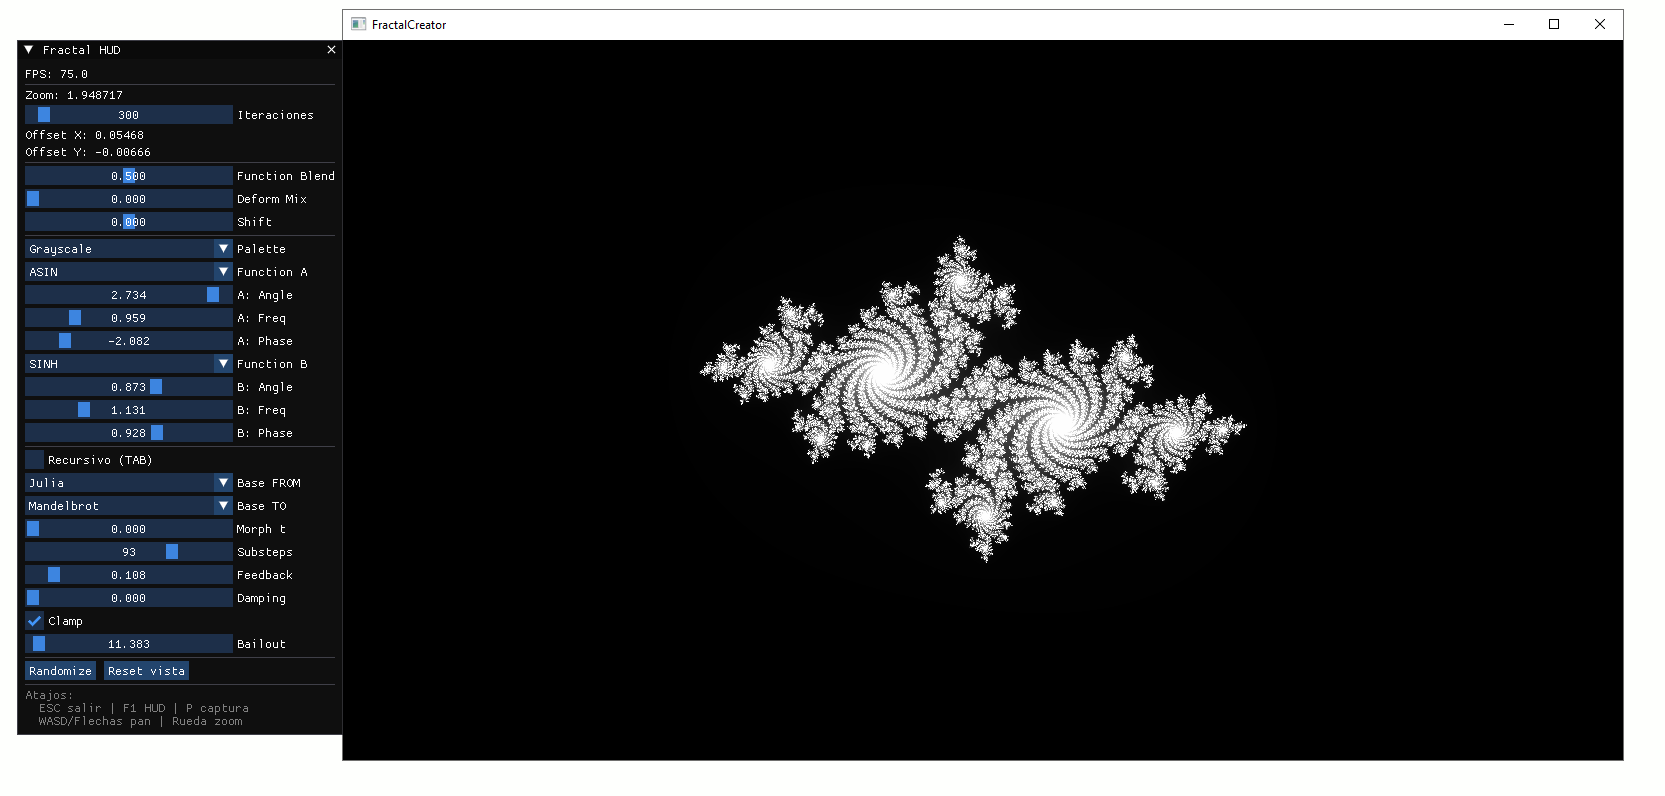 FractalCreator
Fractal HUD
FPS: 75.0
Zoom: 1.948717
300 Iteraciones
Offset X: 0.05468
Offset Y: -0.00666
0.500 Function Blend
0.000 Deform Mix
0.000 Shift
Grayscale Palette
ASIN Function A
2.734 A: Angle
0.959 A: Freq
-2.082 A: Phase
SINH Function B
0.873 B: Angle
1.131 B: Freq
0.928 B: Phase
Recursivo (TAB)
Julia Base FROM
Mandelbrot Base TO
0.000 Morph t
93 Substeps
0.108 Feedback
0.000 Damping
Clamp
11.383 Bailout
Randomize Reset vista
Atajos:
ESC salir | F1 HUD | P captura
WASD/Flechas pan | Rueda zoom